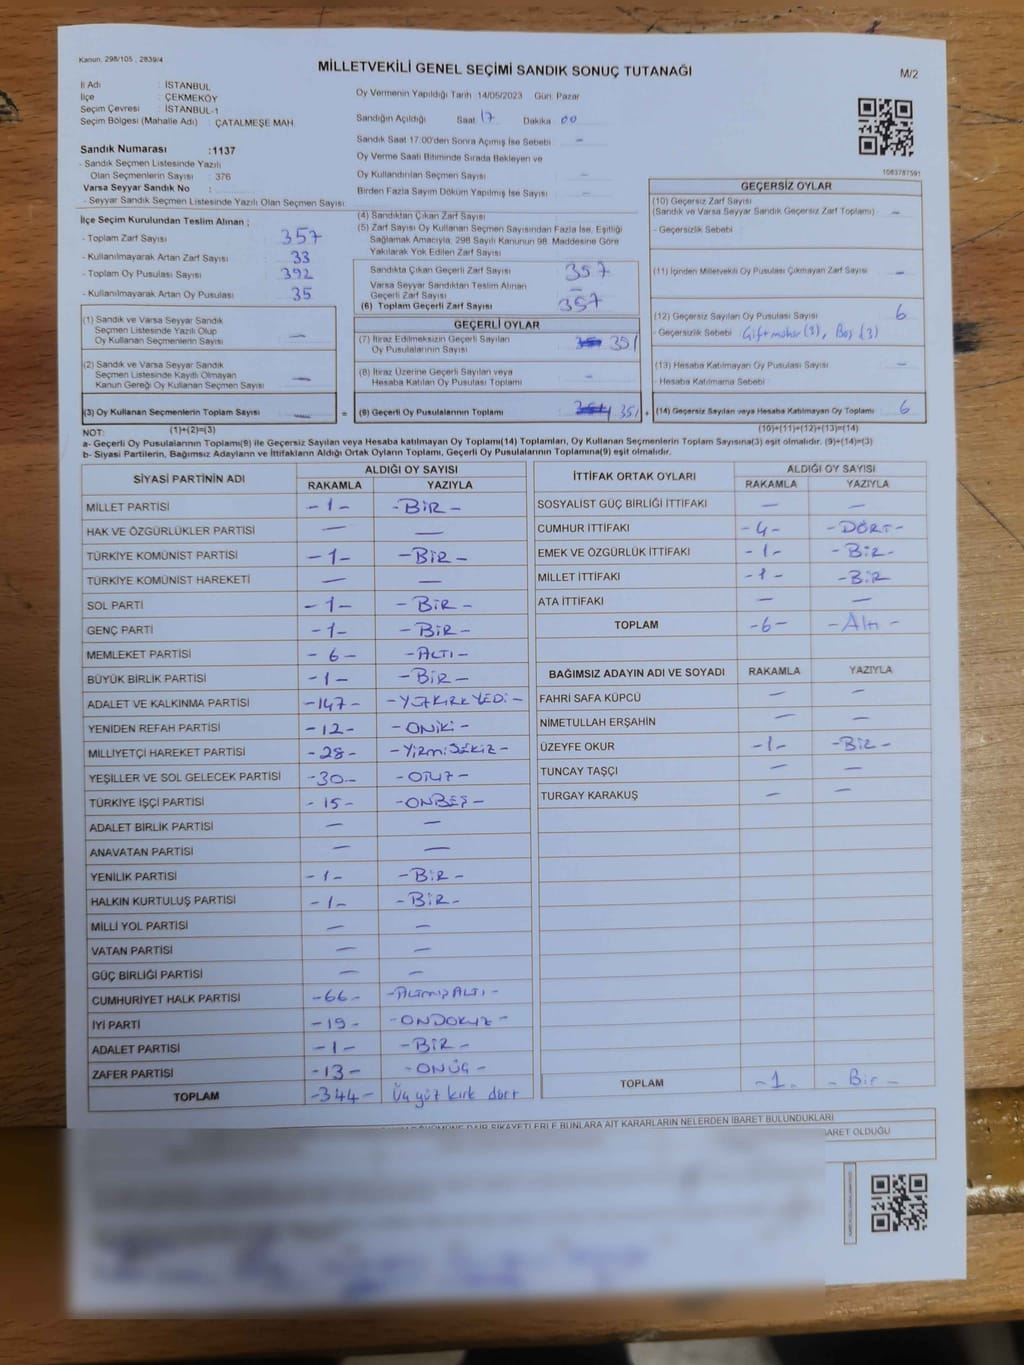 Kanun. 298/105 , 2839/4
MİLLETVEKİLİ GENEL SEÇİMİ SANDIK SONUÇ TUTANAĞI
M/2
İl Adı : İSTANBUL
İlçe : ÇEKMEKÖY
Seçim Çevresi : İSTANBUL-1
Seçim Bölgesi (Mahalle Adı) : ÇATALMEŞE MAH.
Oy Vermenin Yapıldığı Tarih: 14/05/2023 Gün: Pazar
Sandığın Açıldığı Saat 17 Dakika 00
Sandık Saat 17:00'den Sonra Açımış İse Sebebi -
Oy Verme Saati Bitiminde Sırada Bekleyen ve
Oy Kullandırılan Seçmen Sayısı -
Birden Fazla Sayım Döküm Yapılmış İse Sayısı -
1083787591
Sandık Numarası :1137
- Sandık Seçmen Listesinde Yazılı
Olan Seçmenlerin Sayısı : 376
Varsa Seyyar Sandık No :
- Seyyar Sandık Seçmen Listesinde Yazılı Olan Seçmen Sayısı:
İlçe Seçim Kurulundan Teslim Alınan ;
- Toplam Zarf Sayısı 357
- Kullanılmayarak Artan Zarf Sayısı 33
- Toplam Oy Pusulası Sayısı 392
- Kullanılmayarak Artan Oy Pusulası 35
(1) Sandık ve Varsa Seyyar Sandık
Seçmen Listesinde Yazılı Olup
Oy Kullanan Seçmenlerin Sayısı —
(2) Sandık ve Varsa Seyyar Sandık
Seçmen Listesinde Kayıtlı Olmayan
Kanun Gereği Oy Kullanan Seçmen Sayısı —
(3) Oy Kullanan Seçmenlerin Toplam Sayısı —
(4) Sandıktan Çıkan Zarf Sayısı
(5) Zarf Sayısı Oy Kullanan Seçmen Sayısından Fazla İse, Eşitliği
Sağlamak Amacıyla, 298 Sayılı Kanunun 98. Maddesine Göre
Yakılarak Yok Edilen Zarf Sayısı
Sandıkta Çıkan Geçerli Zarf Sayısı 357
Varsa Seyyar Sandıktan Teslim Alınan
Geçerli Zarf Sayısı —
(6) Toplam Geçerli Zarf Sayısı 357
GEÇERLİ OYLAR
(7) İtiraz Edilmeksizin Geçerli Sayılan
Oy Pusulalarının Sayısı 351
(8) İtiraz Üzerine Geçerli Sayılan veya
Hesaba Katılan Oy Pusulası Toplamı -
= (9) Geçerli Oy Pusulalarının Toplamı 351
GEÇERSİZ OYLAR
(10) Geçersiz Zarf Sayısı
(Sandık ve Varsa Seyyar Sandık Geçersiz Zarf Toplamı) -
- Geçersizlik Sebebi
(11) İçinden Milletvekili Oy Pusulası Çıkmayan Zarf Sayısı -
(12) Geçersiz Sayılan Oy Pusulası Sayısı 6
- Geçersizlik Sebebi Çift mühür (3), Boş (3)
(13) Hesaba Katılmayan Oy Pusulası Sayısı -
- Hesaba Katılmama Sebebi
+ (14) Geçersiz Sayılan veya Hesaba Katılmayan Oy Toplamı 6
NOT: (1)+(2)=(3) (10)+(11)+(12)+(13)=(14)
a- Geçerli Oy Pusulalarının Toplamı(9) ile Geçersiz Sayılan veya Hesaba katılmayan Oy Toplamı(14) Toplamları, Oy Kullanan Seçmenlerin Toplam Sayısına(3) eşit olmalıdır. (9)+(14)=(3)
b- Siyasi Partilerin, Bağımsız Adayların ve İttifakların Aldığı Ortak Oyların Toplamı, Geçerli Oy Pusulalarının Toplamına(9) eşit olmalıdır.
SİYASİ PARTİNİN ADI ALDIĞI OY SAYISI
RAKAMLA YAZIYLA
MİLLET PARTİSİ -1- -BİR-
HAK VE ÖZGÜRLÜKLER PARTİSİ — —
TÜRKİYE KOMÜNİST PARTİSİ -1- -BİR-
TÜRKİYE KOMÜNİST HAREKETİ — —
SOL PARTİ -1- -BİR-
GENÇ PARTİ -1- -BİR-
MEMLEKET PARTİSİ -6- -ALTI-
BÜYÜK BİRLİK PARTİSİ -1- -BİR-
ADALET VE KALKINMA PARTİSİ -147- -YÜZKIRKYEDİ-
YENİDEN REFAH PARTİSİ -12- -ONİKİ-
MİLLİYETÇİ HAREKET PARTİSİ -28- -YİRMİSEKİZ-
YEŞİLLER VE SOL GELECEK PARTİSİ -30- -OTUZ-
TÜRKİYE İŞÇİ PARTİSİ -15- -ONBEŞ-
ADALET BİRLİK PARTİSİ — —
ANAVATAN PARTİSİ — —
YENİLİK PARTİSİ -1- -BİR-
HALKIN KURTULUŞ PARTİSİ -1- -BİR-
MİLLİ YOL PARTİSİ — —
VATAN PARTİSİ — —
GÜÇ BİRLİĞİ PARTİSİ — —
CUMHURİYET HALK PARTİSİ -66- -ALTMIŞALTI-
İYİ PARTİ -19- -ONDOKUZ-
ADALET PARTİSİ -1- -BİR-
ZAFER PARTİSİ -13- -ONÜÇ-
TOPLAM -344- Üç yüz kırk dört
İTTİFAK ORTAK OYLARI ALDIĞI OY SAYISI
RAKAMLA YAZIYLA
SOSYALİST GÜÇ BİRLİĞİ İTTİFAKI — —
CUMHUR İTTİFAKI -4- -DÖRT-
EMEK VE ÖZGÜRLÜK İTTİFAKI -1- -BİR-
MİLLET İTTİFAKI -1- -BİR
ATA İTTİFAKI — —
TOPLAM -6- -Altı-
BAĞIMSIZ ADAYIN ADI VE SOYADI RAKAMLA YAZIYLA
FAHRİ SAFA KÜPCÜ — —
NİMETULLAH ERŞAHİN — —
ÜZEYFE OKUR -1- -BİR-
TUNCAY TAŞÇI — —
TURGAY KARAKUŞ — —
TOPLAM -1- -Bir-
DAİR ŞİKAYETLERLE BUNLARA AİT KARARLARIN NELERDEN İBARET BULUNDUKLARI
OLDUĞU